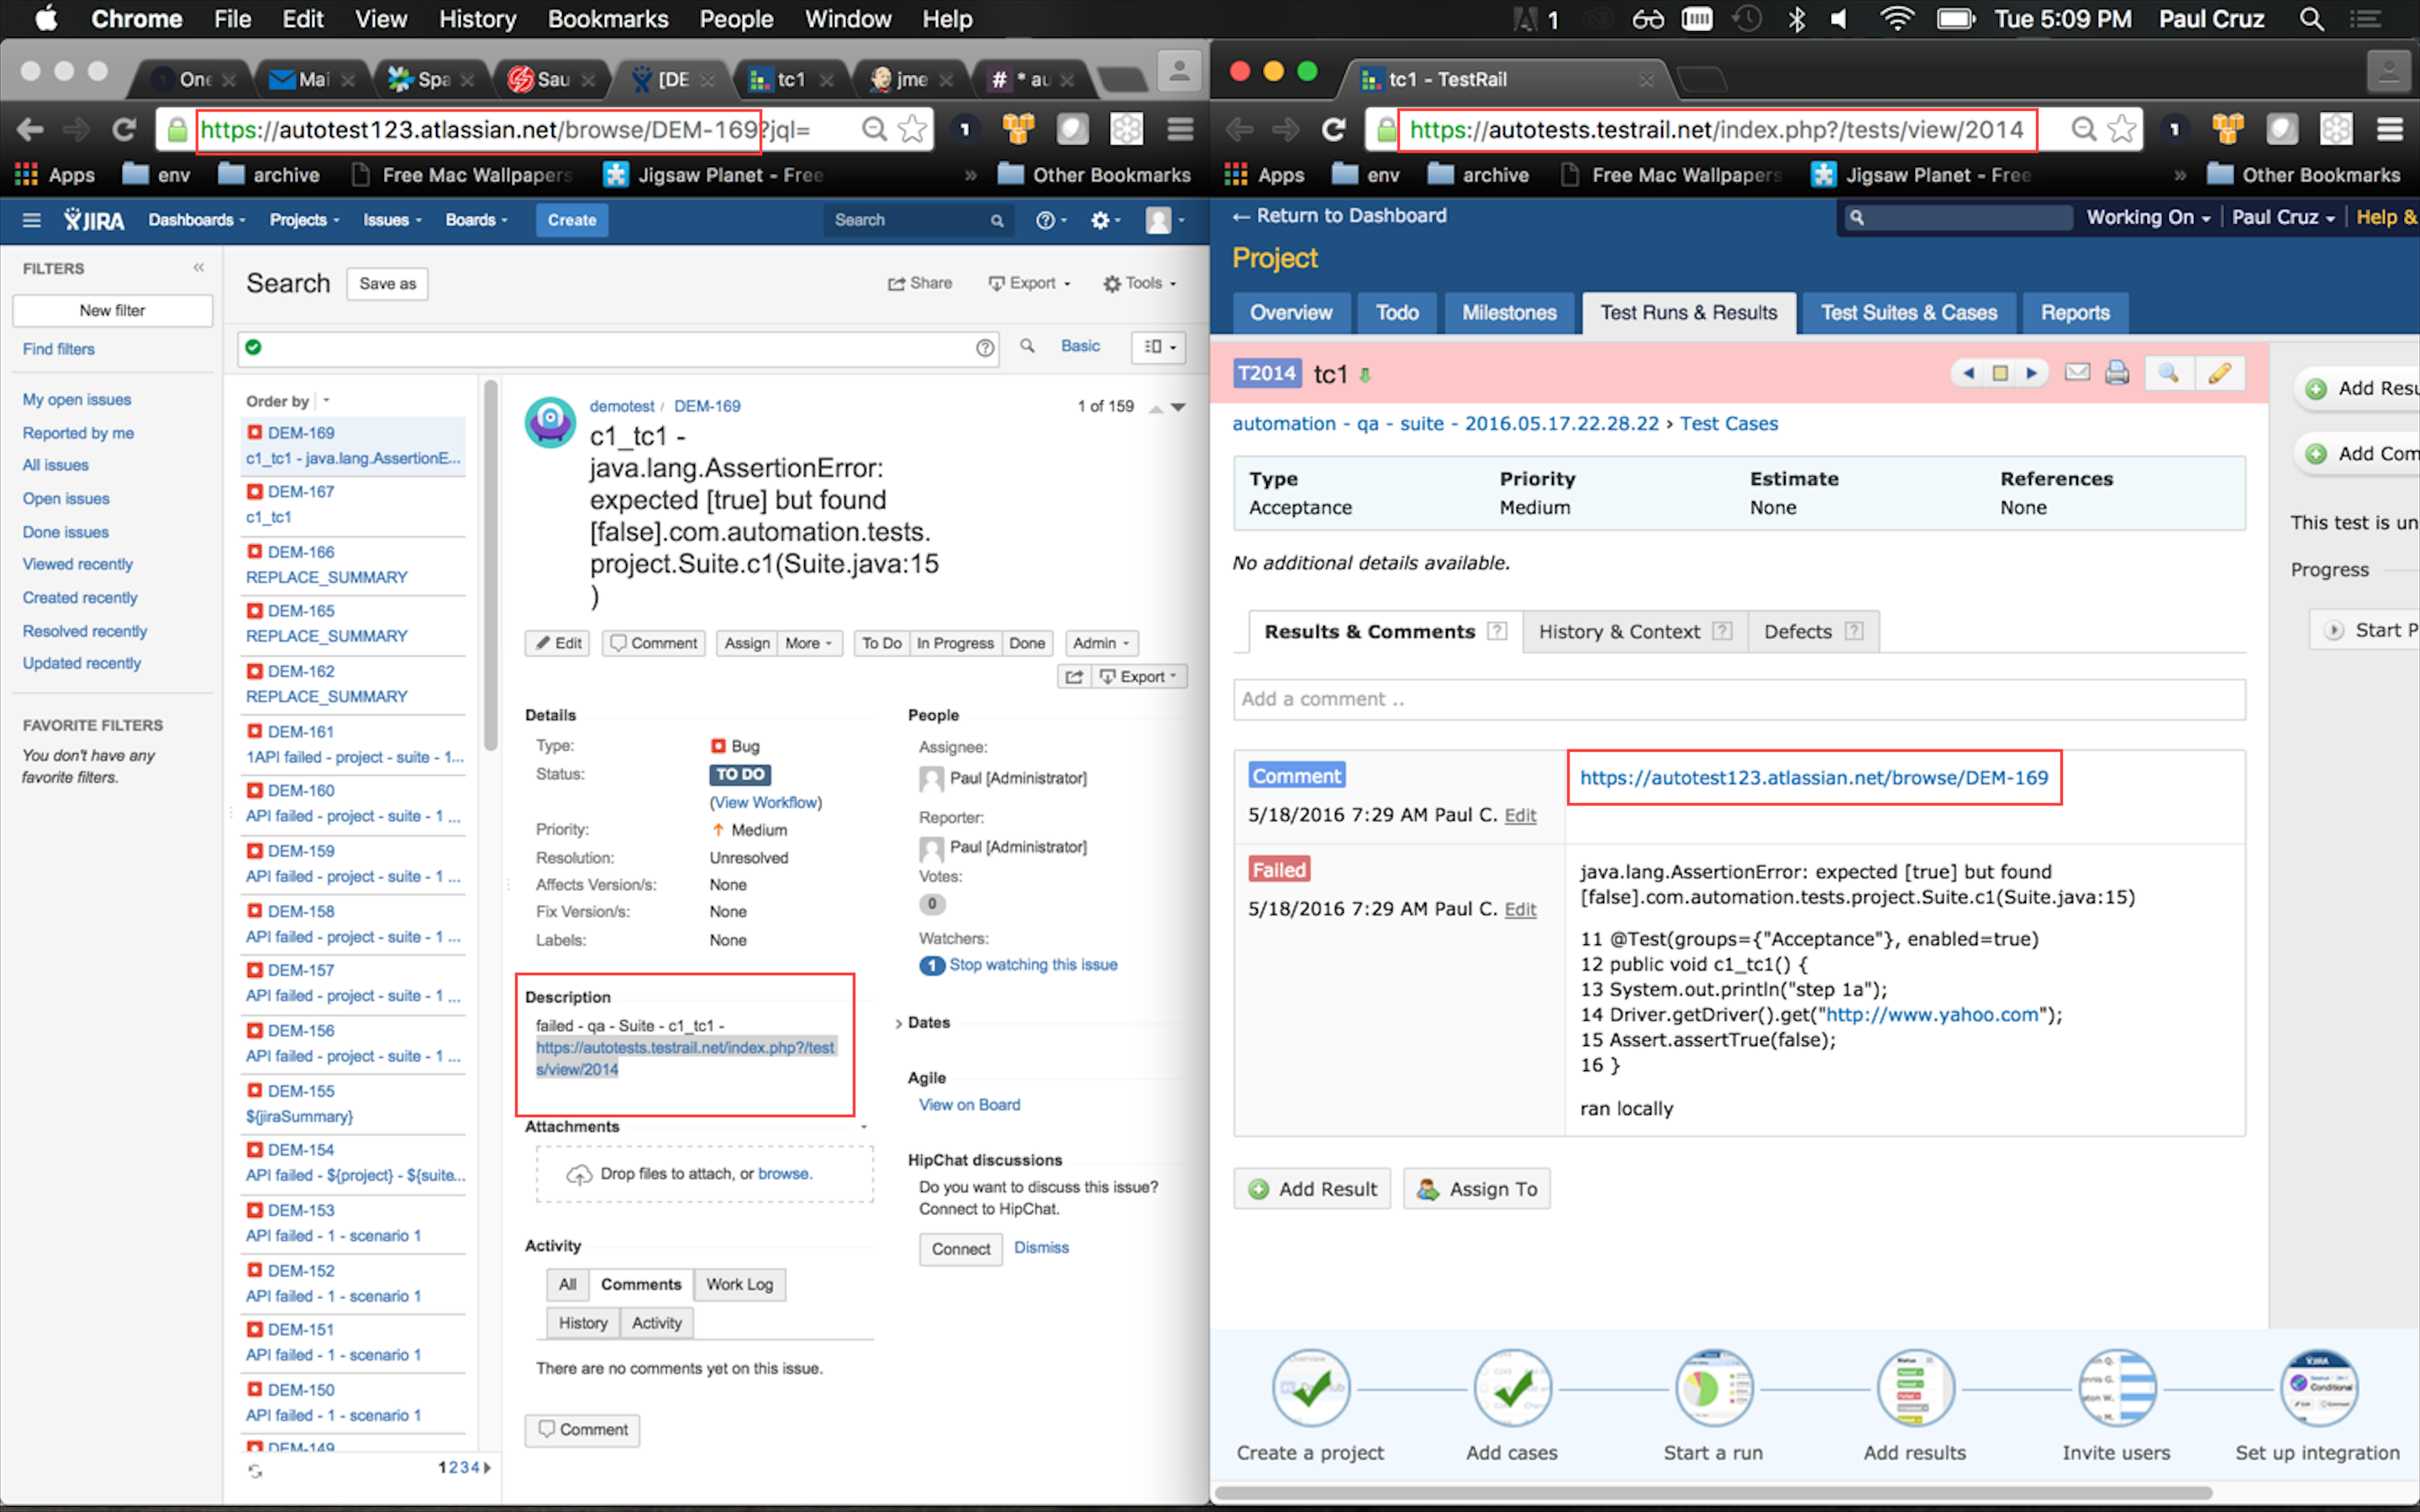 Chrome File Edit View History Bookmarks People Window Help
1 Tue 5:09 PM Paul Cruz
One Mai Spa Sau [DE tc1 jme # * au
https://autotest123.atlassian.net/browse/DEM-169?jql=
Apps env archive Free Mac Wallpapers Jigsaw Planet - Free » Other Bookmarks
JIRA Dashboards Projects Issues Boards Create Search
FILTERS «
New filter
Find filters
My open issues
Reported by me
All issues
Open issues
Done issues
Viewed recently
Created recently
Resolved recently
Updated recently
FAVORITE FILTERS
You don't have any
favorite filters.
Search Save as Share Export Tools
Basic
Order by
DEM-169
c1_tc1 - java.lang.AssertionE...
DEM-167
c1_tc1
DEM-166
REPLACE_SUMMARY
DEM-165
REPLACE_SUMMARY
DEM-162
REPLACE_SUMMARY
DEM-161
1API failed - project - suite - 1...
DEM-160
API failed - project - suite - 1 ...
DEM-159
API failed - project - suite - 1 ...
DEM-158
API failed - project - suite - 1 ...
DEM-157
API failed - project - suite - 1 ...
DEM-156
API failed - project - suite - 1 ...
DEM-155
${jiraSummary}
DEM-154
API failed - ${project} - ${suite...
DEM-153
API failed - 1 - scenario 1
DEM-152
API failed - 1 - scenario 1
DEM-151
API failed - 1 - scenario 1
DEM-150
API failed - 1 - scenario 1
DEM-149
1 2 3 4
demotest / DEM-169 1 of 159
c1_tc1 -
java.lang.AssertionError:
expected [true] but found
[false].com.automation.tests.
project.Suite.c1(Suite.java:15
)
Edit Comment Assign More To Do In Progress Done Admin
Export
Details
Type: Bug
Status: TO DO
(View Workflow)
Priority: Medium
Resolution: Unresolved
Affects Version/s: None
Fix Version/s: None
Labels: None
People
Assignee:
Paul [Administrator]
Reporter:
Paul [Administrator]
Votes:
0
Watchers:
1 Stop watching this issue
Description
failed - qa - Suite - c1_tc1 -
https://autotests.testrail.net/index.php?/test
s/view/2014
Dates
Agile
View on Board
Attachments
Drop files to attach, or browse.
HipChat discussions
Do you want to discuss this issue?
Connect to HipChat.
Connect Dismiss
Activity
All Comments Work Log
History Activity
There are no comments yet on this issue.
Comment
tc1 - TestRail
https://autotests.testrail.net/index.php?/tests/view/2014
Apps env archive Free Mac Wallpapers Jigsaw Planet - Free » Other Bookmarks
← Return to Dashboard Working On Paul Cruz Help &
Project
Overview Todo Milestones Test Runs & Results Test Suites & Cases Reports
T2014 tc1
automation - qa - suite - 2016.05.17.22.28.22 › Test Cases
Type Priority Estimate References
Acceptance Medium None None
No additional details available.
Results & Comments ? History & Context ? Defects ?
Add a comment ..
Comment
5/18/2016 7:29 AM Paul C. Edit
https://autotest123.atlassian.net/browse/DEM-169
Failed
5/18/2016 7:29 AM Paul C. Edit
java.lang.AssertionError: expected [true] but found
[false].com.automation.tests.project.Suite.c1(Suite.java:15)
11 @Test(groups={"Acceptance"}, enabled=true)
12 public void c1_tc1() {
13 System.out.println("step 1a");
14 Driver.getDriver().get("http://www.yahoo.com");
15 Assert.assertTrue(false);
16 }
ran locally
Add Result Assign To
Add Resu
Add Com
This test is un
Progress
Start P
Create a project Add cases Start a run Add results Invite users Set up integration